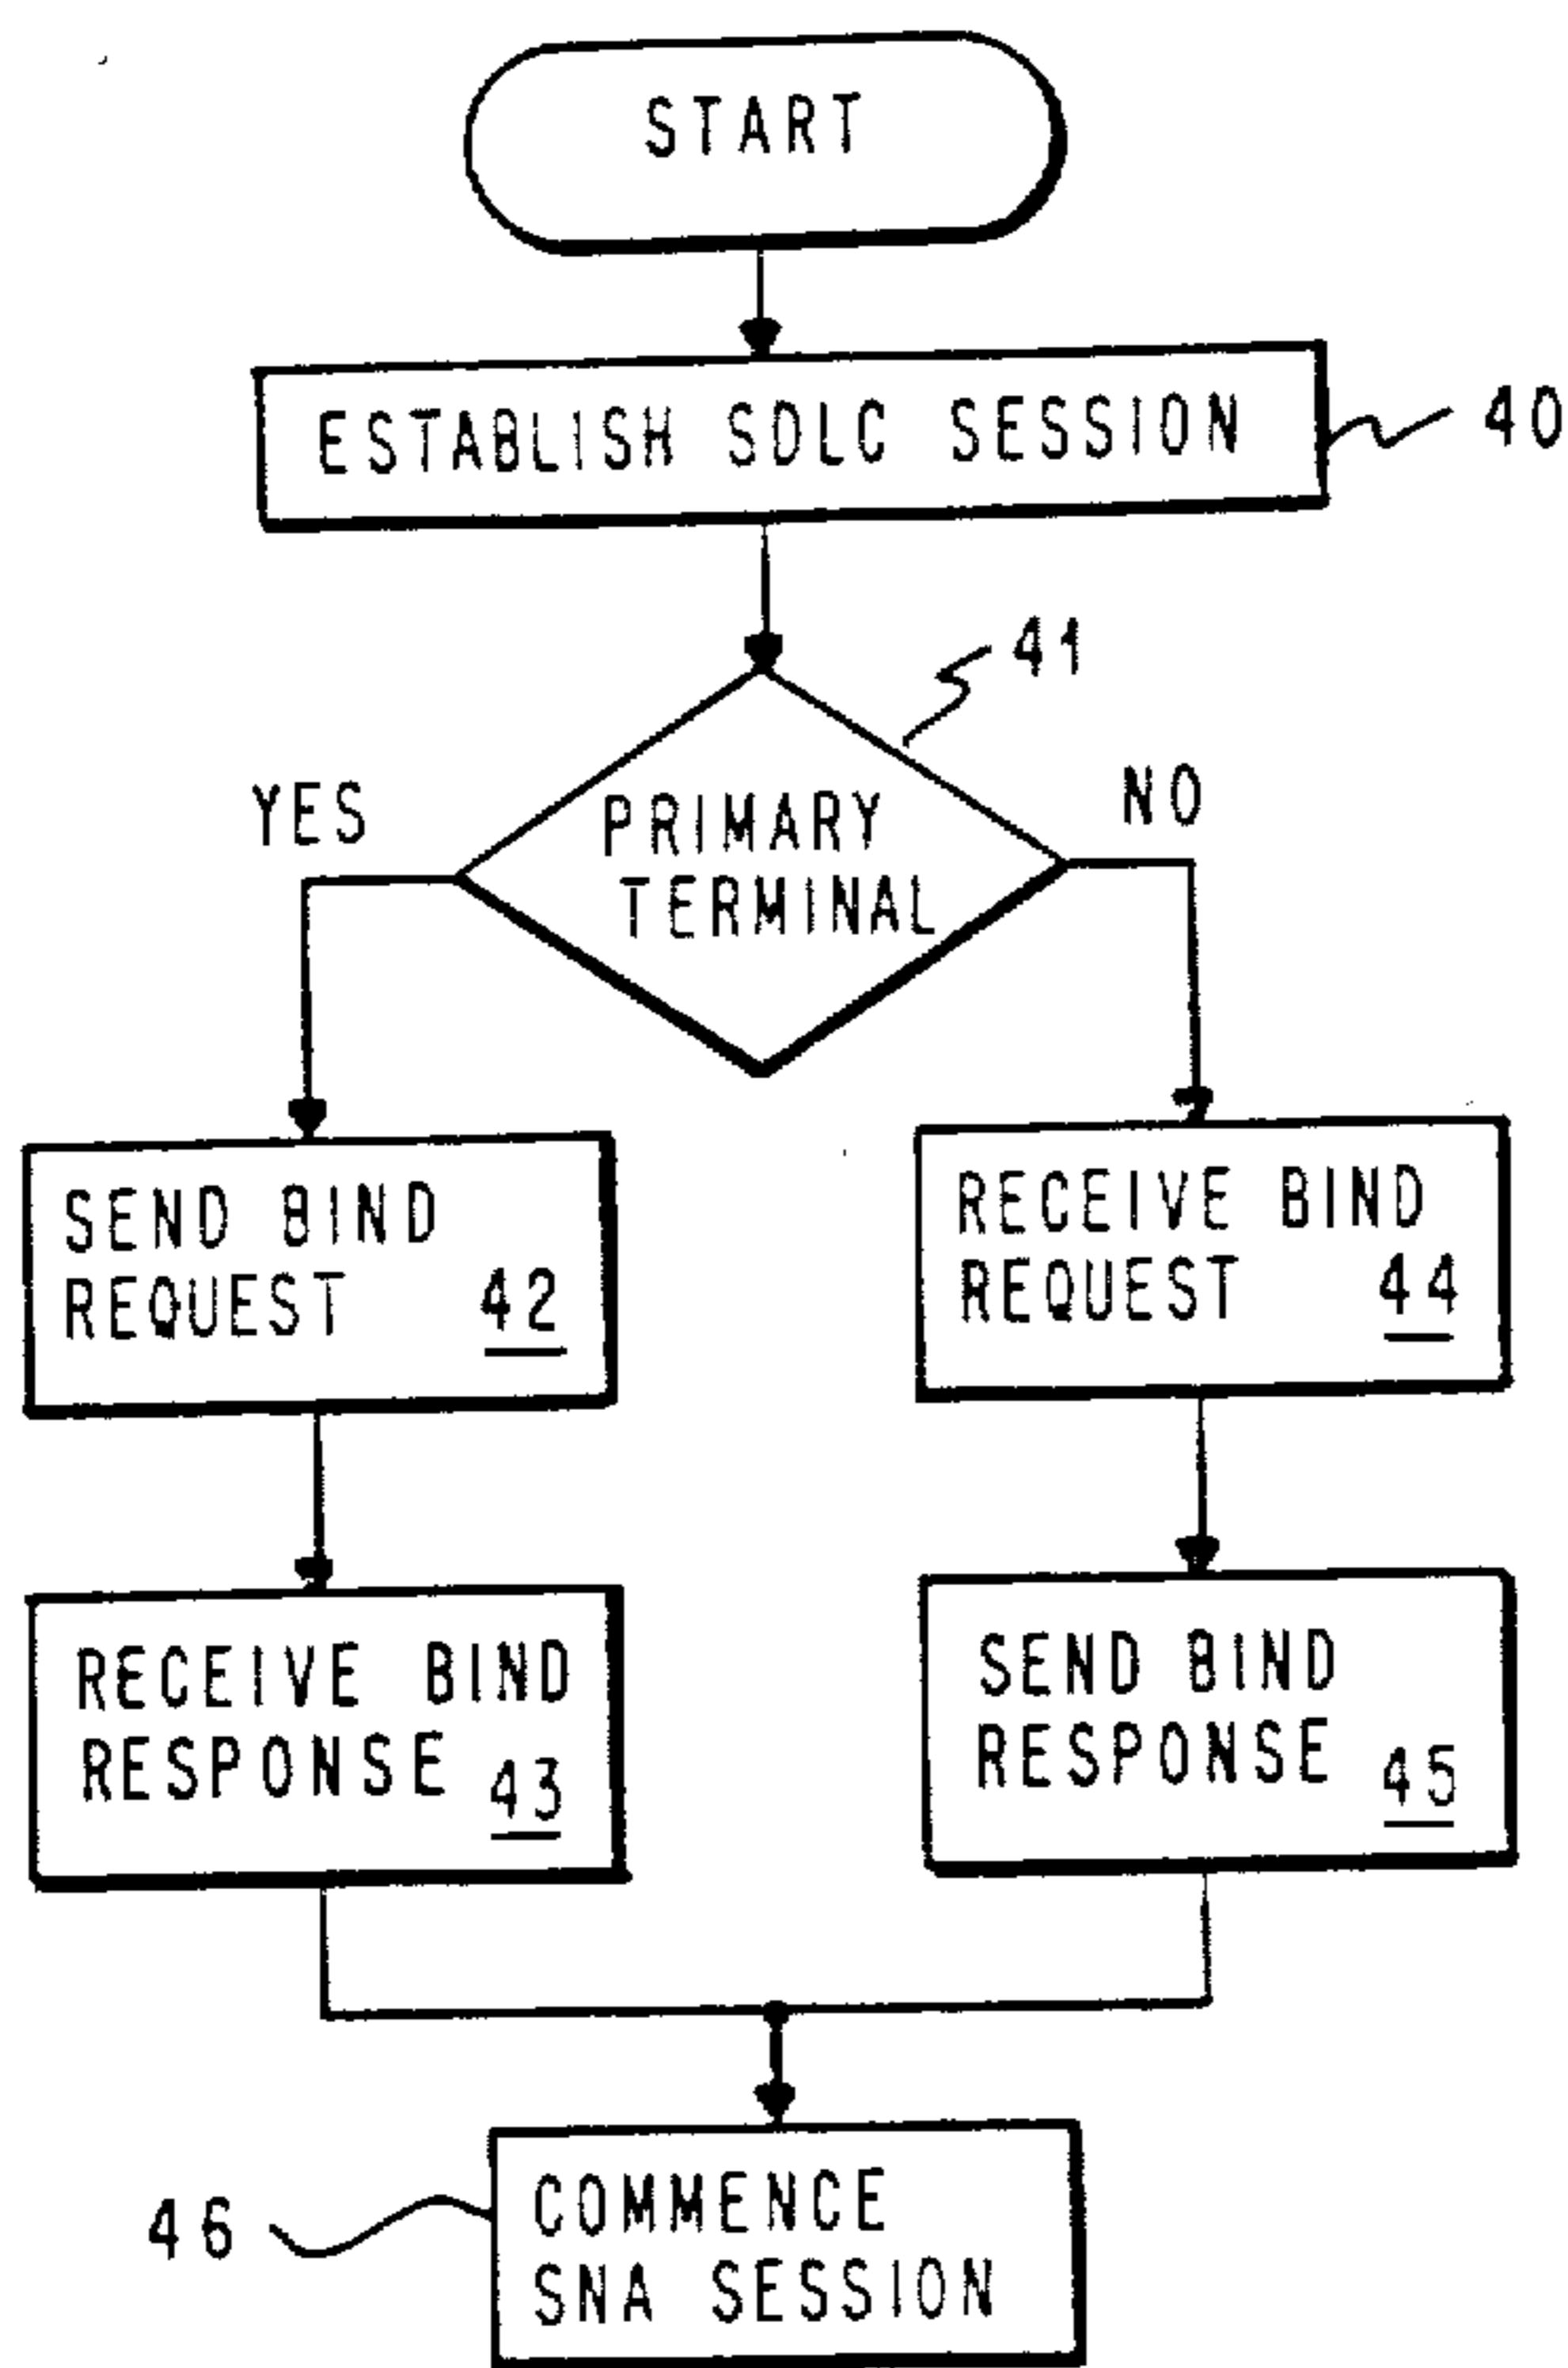 START
ESTABLISH SDLC SESSION
40
41
YES
PRIMARY
TERMINAL
NO
SEND BIND
REQUEST 42
RECEIVE BIND
REQUEST 44
RECEIVE BIND
RESPONSE 43
SEND BIND
RESPONSE 45
46
COMMENCE
SNA SESSION